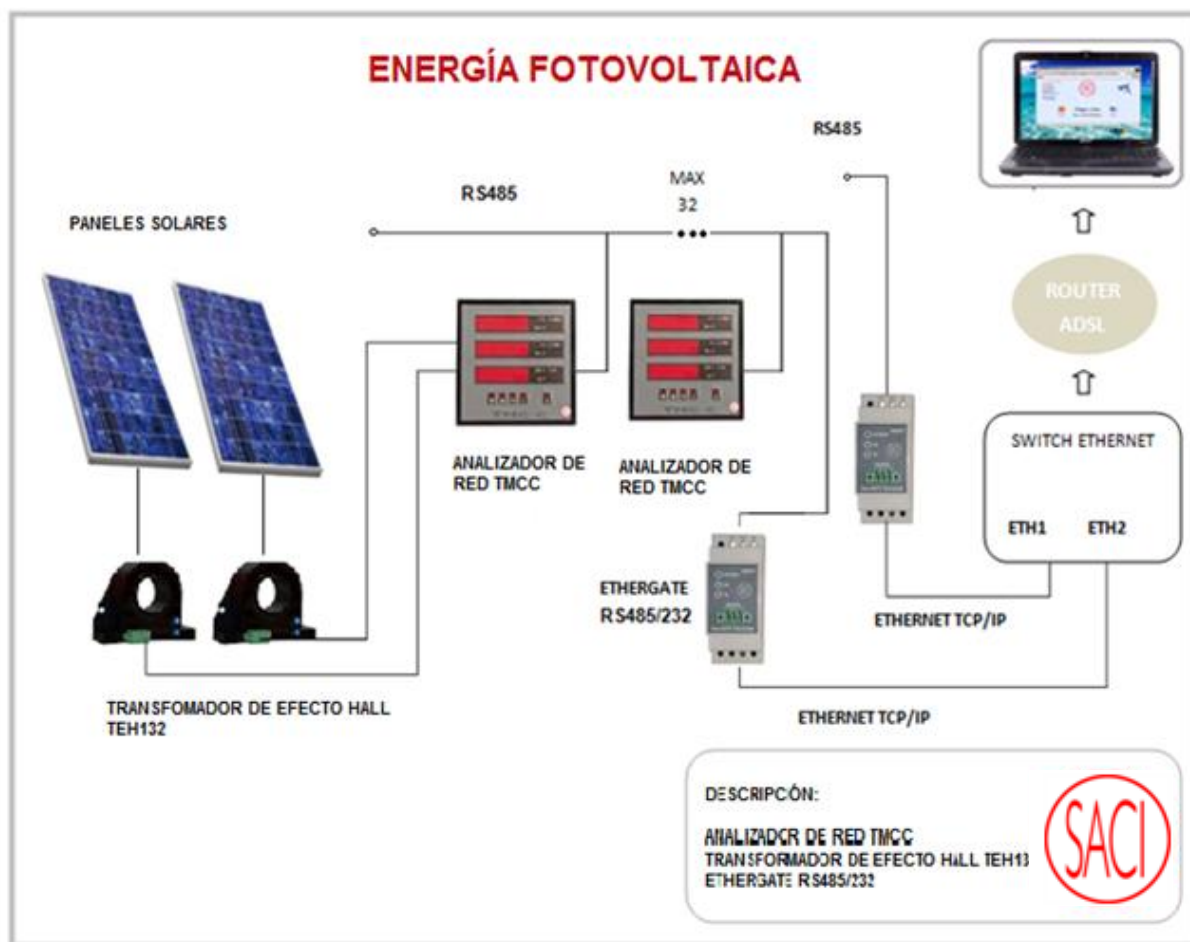 ENERGÍA FOTOVOLTAICA
RS485
RS485
MAX
32
PANELES SOLARES
ROUTER
ADSL
SWITCH ETHERNET
ETH1 ETH2
ANALIZADOR DE
RED TMCC
ANALIZADOR DE
RED TMCC
ETHERGATE
RS485/232
ETHERNET TCP/IP
TRANSFOMADOR DE EFECTO HALL
TEH132
ETHERNET TCP/IP
DESCRIPCÓN:
ANALIZADOR DE RED TMCC
TRANSFORMADOR DE EFECTO HALL TEH13
ETHERGATE RS485/232
SACI